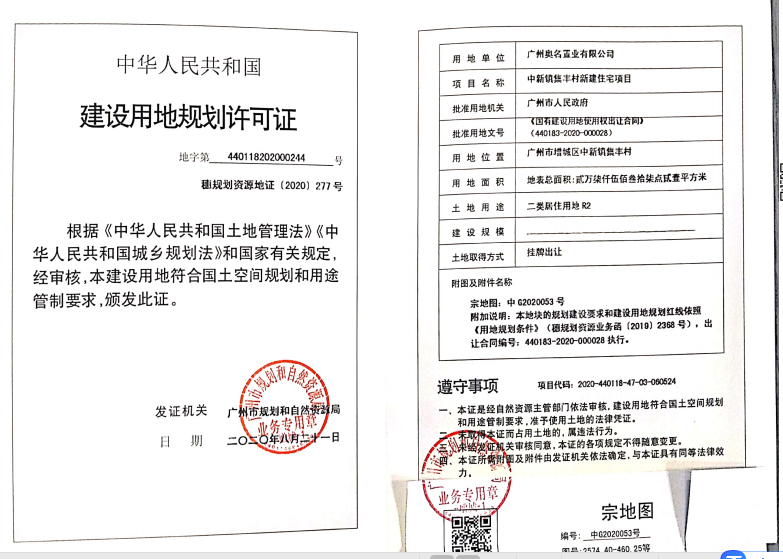 中华人民共和国
建设用地规划许可证
地字第 440118202000244 号
穗规划资源地证〔2020〕277号
根据《中华人民共和国土地管理法》《中
华人民共和国城乡规划法》和国家有关规定，
经审核，本建设用地符合国土空间规划和用途
管制要求，颁发此证。
发证机关 广州市规划和自然资源局
日 期 二〇二〇年八月二十一日
广州市规划和自然资源局
业务专用章
用地单位 广州奥名置业有限公司
项目名称 中新镇集丰村新建住宅项目
批准用地机关 广州市人民政府
批准用地文号 《国有建设用地使用权出让合同》
(440183-2020-000028)
用地位置 广州市增城区中新镇集丰村
用地面积 地表总面积:贰万柒仟伍佰叁拾柒点贰壹平方米
土地用途 二类居住用地R2
建设规模
土地取得方式 挂牌出让
附图及附件名称
宗地图：中G2020053号
附加说明：本地块的规划建设要求和建设用地规划红线依照
《用地规划条件》（穗规划资源业务函〔2019〕2368号），出
让合同编号：440183-2020-000028执行。
遵守事项 项目代码：2020-440118-47-03-060524
一、本证是经自然资源主管部门依法审核，建设用地符合国土空间规划
和用途管制要求，准予使用土地的法律凭证。
二、未取得本证而占用土地的，属违法行为。
三、未经发证机关审核同意，本证的各项规定不得随意变更。
四、本证所需附图及附件由发证机关依法确定，与本证具有同等法律效
力。
业务专用章
宗地图
编号： 中G2020053号
图号：2574.40-460.25等